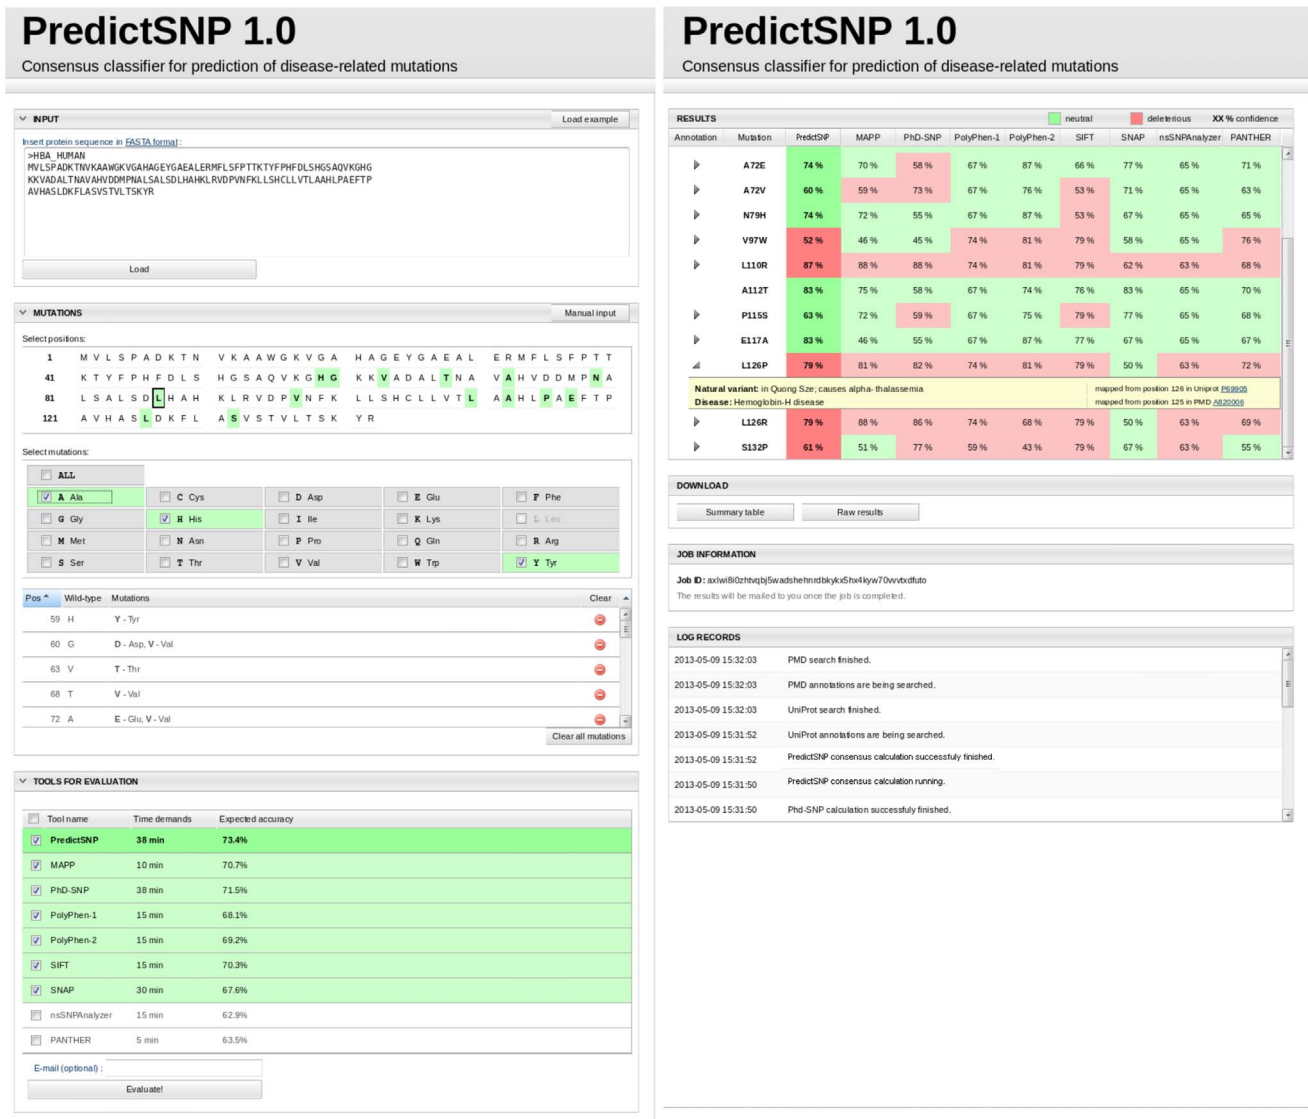 PredictSNP 1.0
Consensus classifier for prediction of disease-related mutations
INPUT
Load example
Insert protein sequence in FASTA format :
>HBA_HUMAN
MVLSPADKTNVKAAWGKVGAHAGEYGAEALERMFLSFPTTKTYFPHFDLSHGSAQVKGHG
KKVADALTNAVAHVDDMPNALSALSDLHAHKLRVDPVNFKLLSHCLLVTLAAHLPAEFTP
AVHASLDKFLASVSTVLTSKYR
Load
MUTATIONS
Manual input
Select positions:
1 M V L S P A D K T N V K A A W G K V G A H A G E Y G A E A L E R M F L S F P T T
41 K T Y F P H F D L S H G S A Q V K G H G K K V A D A L T N A V A H V D D M P N A
81 L S A L S D L H A H K L R V D P V N F K L L S H C L L V T L A A H L P A E F T P
121 A V H A S L D K F L A S V S T V L T S K Y R
Select mutations:
ALL
A Ala C Cys D Asp E Glu F Phe
G Gly H His I Ile K Lys L Leu
M Met N Asn P Pro Q Gln R Arg
S Ser T Thr V Val W Trp Y Tyr
Pos Wild-type Mutations Clear
59 H Y - Tyr
60 G D - Asp, V - Val
63 V T - Thr
68 T V - Val
72 A E - Glu, V - Val
Clear all mutations
TOOLS FOR EVALUATION
Tool name Time demands Expected accuracy
PredictSNP 38 min 73.4%
MAPP 10 min 70.7%
PhD-SNP 38 min 71.5%
PolyPhen-1 15 min 68.1%
PolyPhen-2 15 min 69.2%
SIFT 15 min 70.3%
SNAP 30 min 67.6%
nsSNPAnalyzer 15 min 62.9%
PANTHER 5 min 63.5%
E-mail (optional) :
Evaluate!
PredictSNP 1.0
Consensus classifier for prediction of disease-related mutations
RESULTS neutral deleterious XX % confidence
Annotation Mutation PredictSNP MAPP PhD-SNP PolyPhen-1 PolyPhen-2 SIFT SNAP nsSNPAnalyzer PANTHER
A72E 74 % 70 % 58 % 67 % 87 % 66 % 77 % 65 % 71 %
A72V 60 % 59 % 73 % 67 % 76 % 53 % 71 % 65 % 63 %
N79H 74 % 72 % 55 % 67 % 87 % 53 % 67 % 65 % 65 %
V97W 52 % 46 % 45 % 74 % 81 % 79 % 58 % 65 % 76 %
L110R 87 % 88 % 88 % 74 % 81 % 79 % 62 % 63 % 68 %
A112T 83 % 75 % 58 % 67 % 74 % 76 % 83 % 65 % 70 %
P115S 63 % 72 % 59 % 67 % 75 % 79 % 77 % 65 % 68 %
E117A 83 % 46 % 55 % 67 % 87 % 77 % 87 % 65 % 67 %
L126P 79 % 81 % 82 % 74 % 81 % 79 % 50 % 63 % 72 %
Natural variant: in Quong Sze; causes alpha- thalassemia mapped from position 126 in Uniprot P69905
Disease: Hemoglobin-H disease mapped from position 125 in PMD A820006
L126R 79 % 88 % 86 % 74 % 68 % 79 % 50 % 63 % 69 %
S132P 61 % 51 % 77 % 59 % 43 % 79 % 67 % 63 % 55 %
DOWNLOAD
Summary table Raw results
JOB INFORMATION
Job ID: axlwi8i0zhtvqbj5wadshehnrdbkykx5hx4kyw70vvvtxdfuto
The results will be mailed to you once the job is completed.
LOG RECORDS
2013-05-09 15:32:03 PMD search finished.
2013-05-09 15:32:03 PMD annotations are being searched.
2013-05-09 15:32:03 UniProt search finished.
2013-05-09 15:31:52 UniProt annotations are being searched.
2013-05-09 15:31:52 PredictSNP consensus calculation successfuly finished.
2013-05-09 15:31:50 PredictSNP consensus calculation running.
2013-05-09 15:31:50 Phd-SNP calculation successfuly finished.